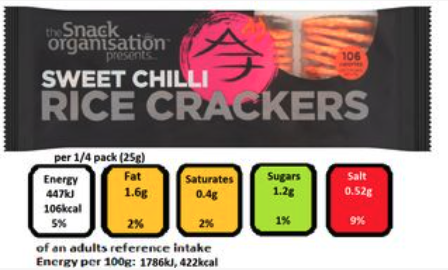 the Snack
organisation
presents...
SWEET CHILLI
RICE CRACKERS
106
CALORIES
per 1/4 pack (25g)
Energy
447kJ
106kcal
5%
Fat
1.6g
2%
Saturates
0.4g
2%
Sugars
1.2g
1%
Salt
0.52g
9%
of an adults reference intake
Energy per 100g: 1786kJ, 422kcal